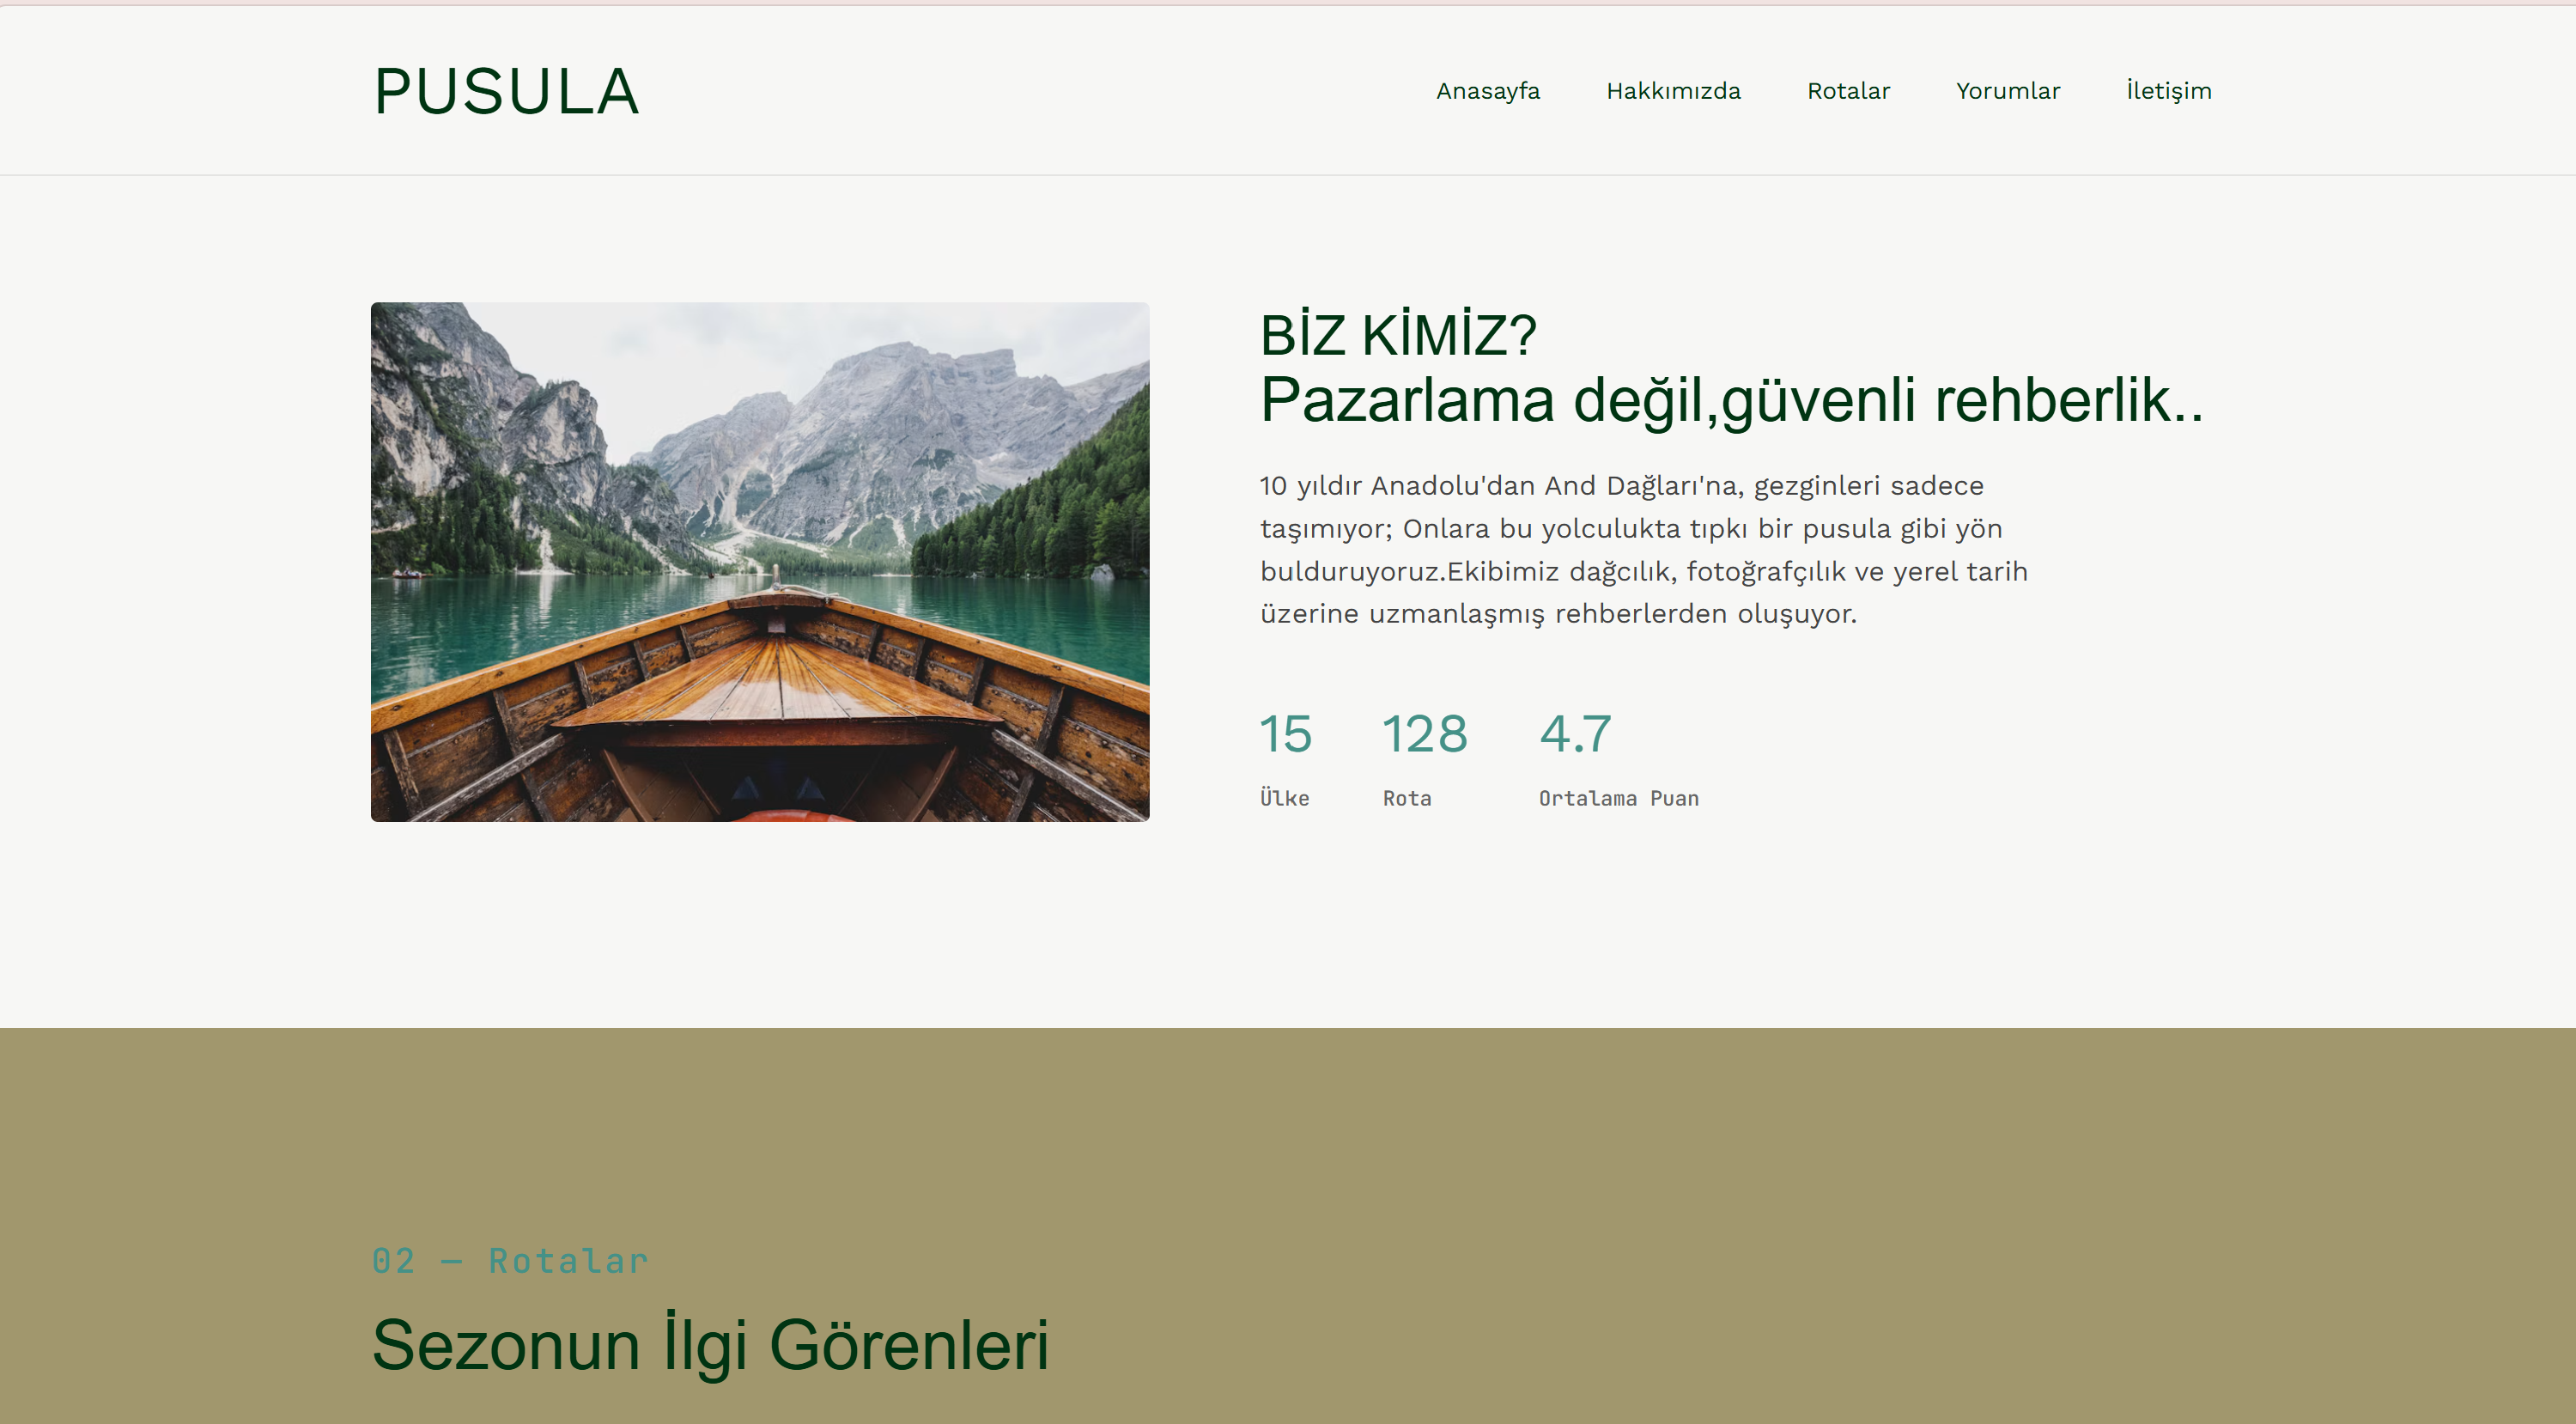 PUSULA
Anasayfa Hakkımızda Rotalar Yorumlar İletişim
BİZ KİMİZ?
Pazarlama değil,güvenli rehberlik..
10 yıldır Anadolu'dan And Dağları'na, gezginleri sadece
taşımıyor; Onlara bu yolculukta tıpkı bir pusula gibi yön
bulduruyoruz.Ekibimiz dağcılık, fotoğrafçılık ve yerel tarih
üzerine uzmanlaşmış rehberlerden oluşuyor.
15 128 4.7
Ülke Rota Ortalama Puan
02 — Rotalar
Sezonun İlgi Görenleri